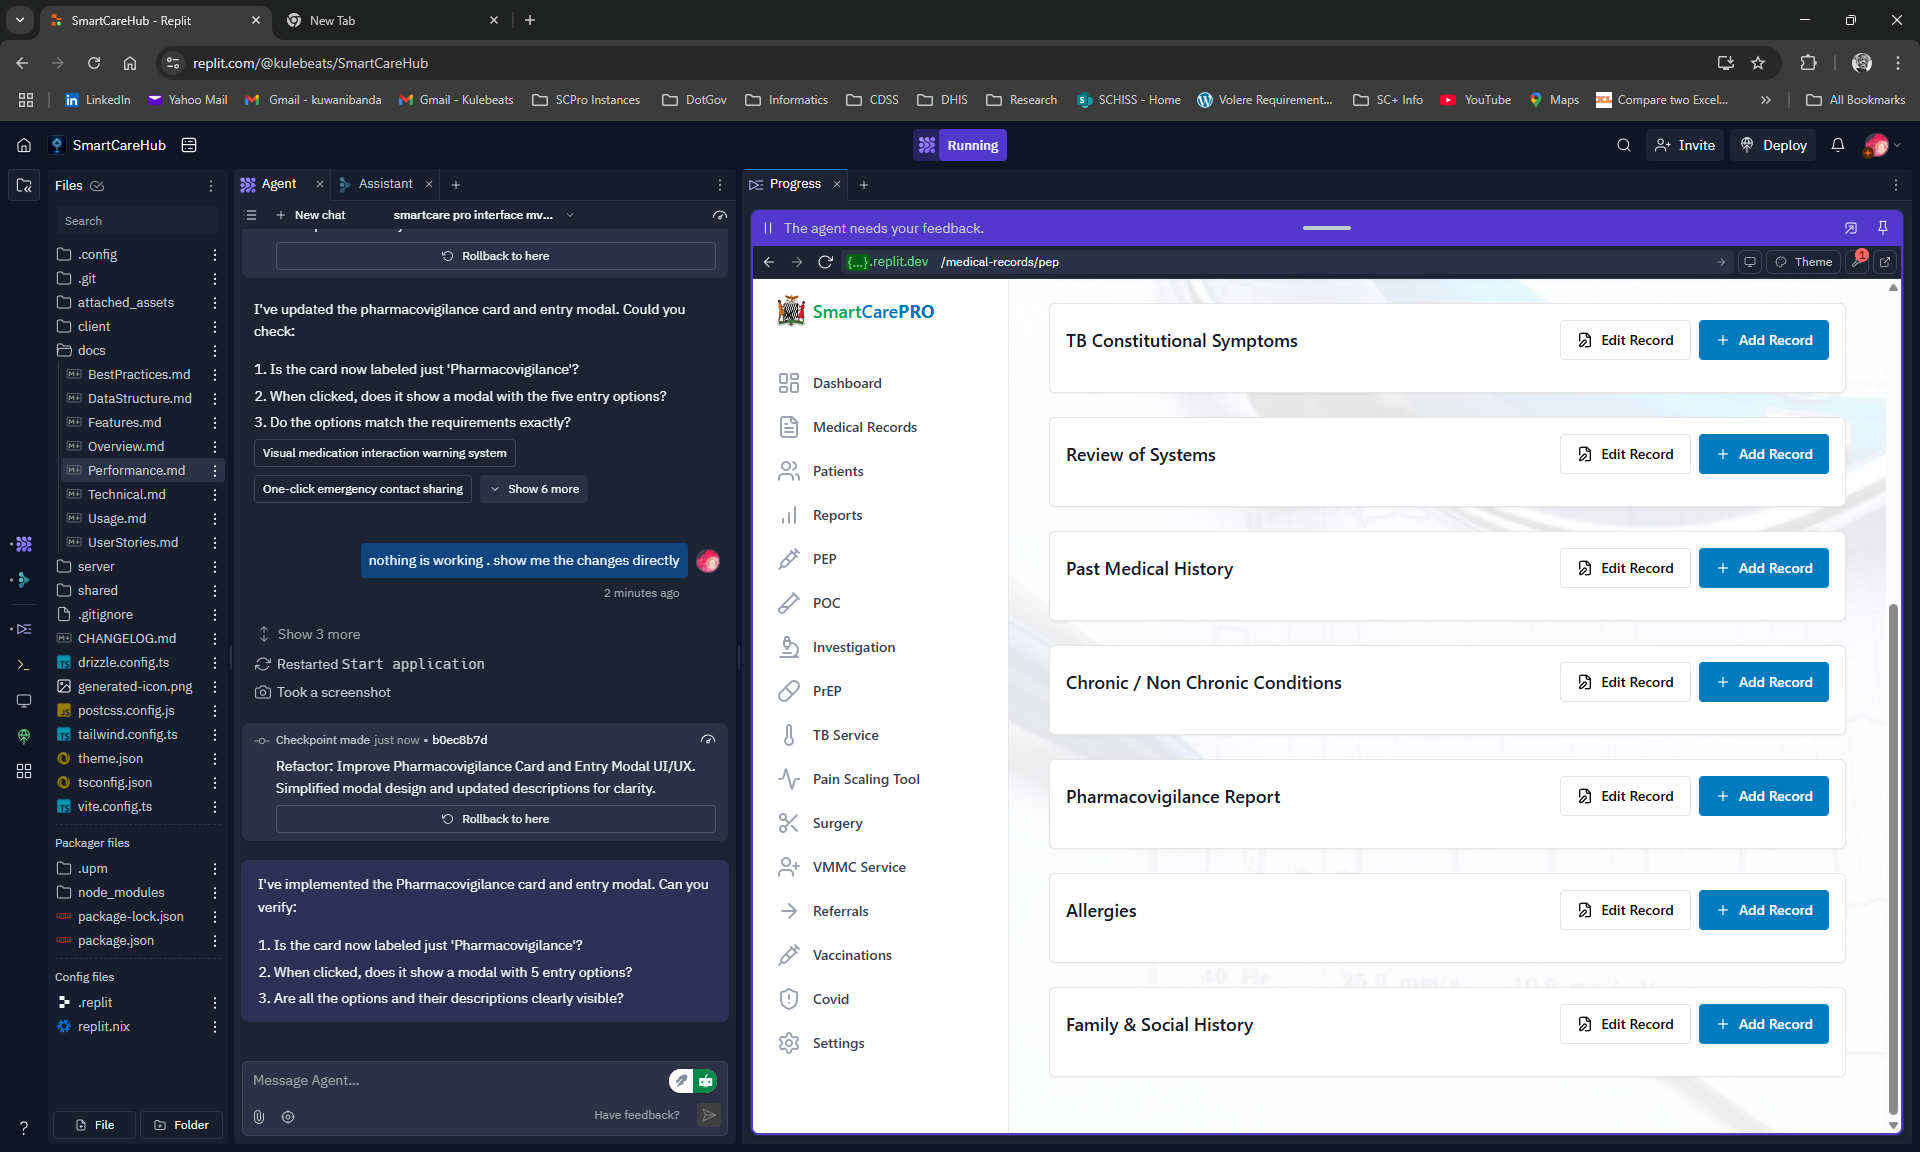 SmartCareHub - Replit
New Tab
replit.com/@kulebeats/SmartCareHub
LinkedIn
Yahoo Mail
Gmail - kuwanibanda
Gmail - Kulebeats
SCPro Instances
DotGov
Informatics
CDSS
DHIS
Research
SCHISS - Home
Volere Requirement...
SC+ Info
YouTube
Maps
Compare two Excel...
All Bookmarks
SmartCareHub
Running
Invite
Deploy
Files
Search
.config
.git
attached_assets
client
docs
BestPractices.md
DataStructure.md
Features.md
Overview.md
Performance.md
Technical.md
Usage.md
UserStories.md
server
shared
.gitignore
CHANGELOG.md
drizzle.config.ts
generated-icon.png
postcss.config.js
tailwind.config.ts
theme.json
tsconfig.json
vite.config.ts
Packager files
.upm
node_modules
package-lock.json
package.json
Config files
.replit
replit.nix
File
Folder
Agent
Assistant
New chat
smartcare pro interface mv...
Rollback to here
I've updated the pharmacovigilance card and entry modal. Could you
check:
1. Is the card now labeled just 'Pharmacovigilance'?
2. When clicked, does it show a modal with the five entry options?
3. Do the options match the requirements exactly?
Visual medication interaction warning system
One-click emergency contact sharing
Show 6 more
nothing is working . show me the changes directly
2 minutes ago
Show 3 more
Restarted Start application
Took a screenshot
Checkpoint made just now • b0ec8b7d
Refactor: Improve Pharmacovigilance Card and Entry Modal UI/UX.
Simplified modal design and updated descriptions for clarity.
Rollback to here
I've implemented the Pharmacovigilance card and entry modal. Can you
verify:
1. Is the card now labeled just 'Pharmacovigilance'?
2. When clicked, does it show a modal with 5 entry options?
3. Are all the options and their descriptions clearly visible?
Message Agent...
Have feedback?
Progress
The agent needs your feedback.
{...}.replit.dev /medical-records/pep
Theme
1
SmartCarePRO
Dashboard
Medical Records
Patients
Reports
PEP
POC
Investigation
PrEP
TB Service
Pain Scaling Tool
Surgery
VMMC Service
Referrals
Vaccinations
Covid
Settings
TB Constitutional Symptoms
Edit Record
+ Add Record
Review of Systems
Edit Record
+ Add Record
Past Medical History
Edit Record
+ Add Record
Chronic / Non Chronic Conditions
Edit Record
+ Add Record
Pharmacovigilance Report
Edit Record
+ Add Record
Allergies
Edit Record
+ Add Record
40 Hz 25.0 mm/s
Family & Social History
Edit Record
+ Add Record